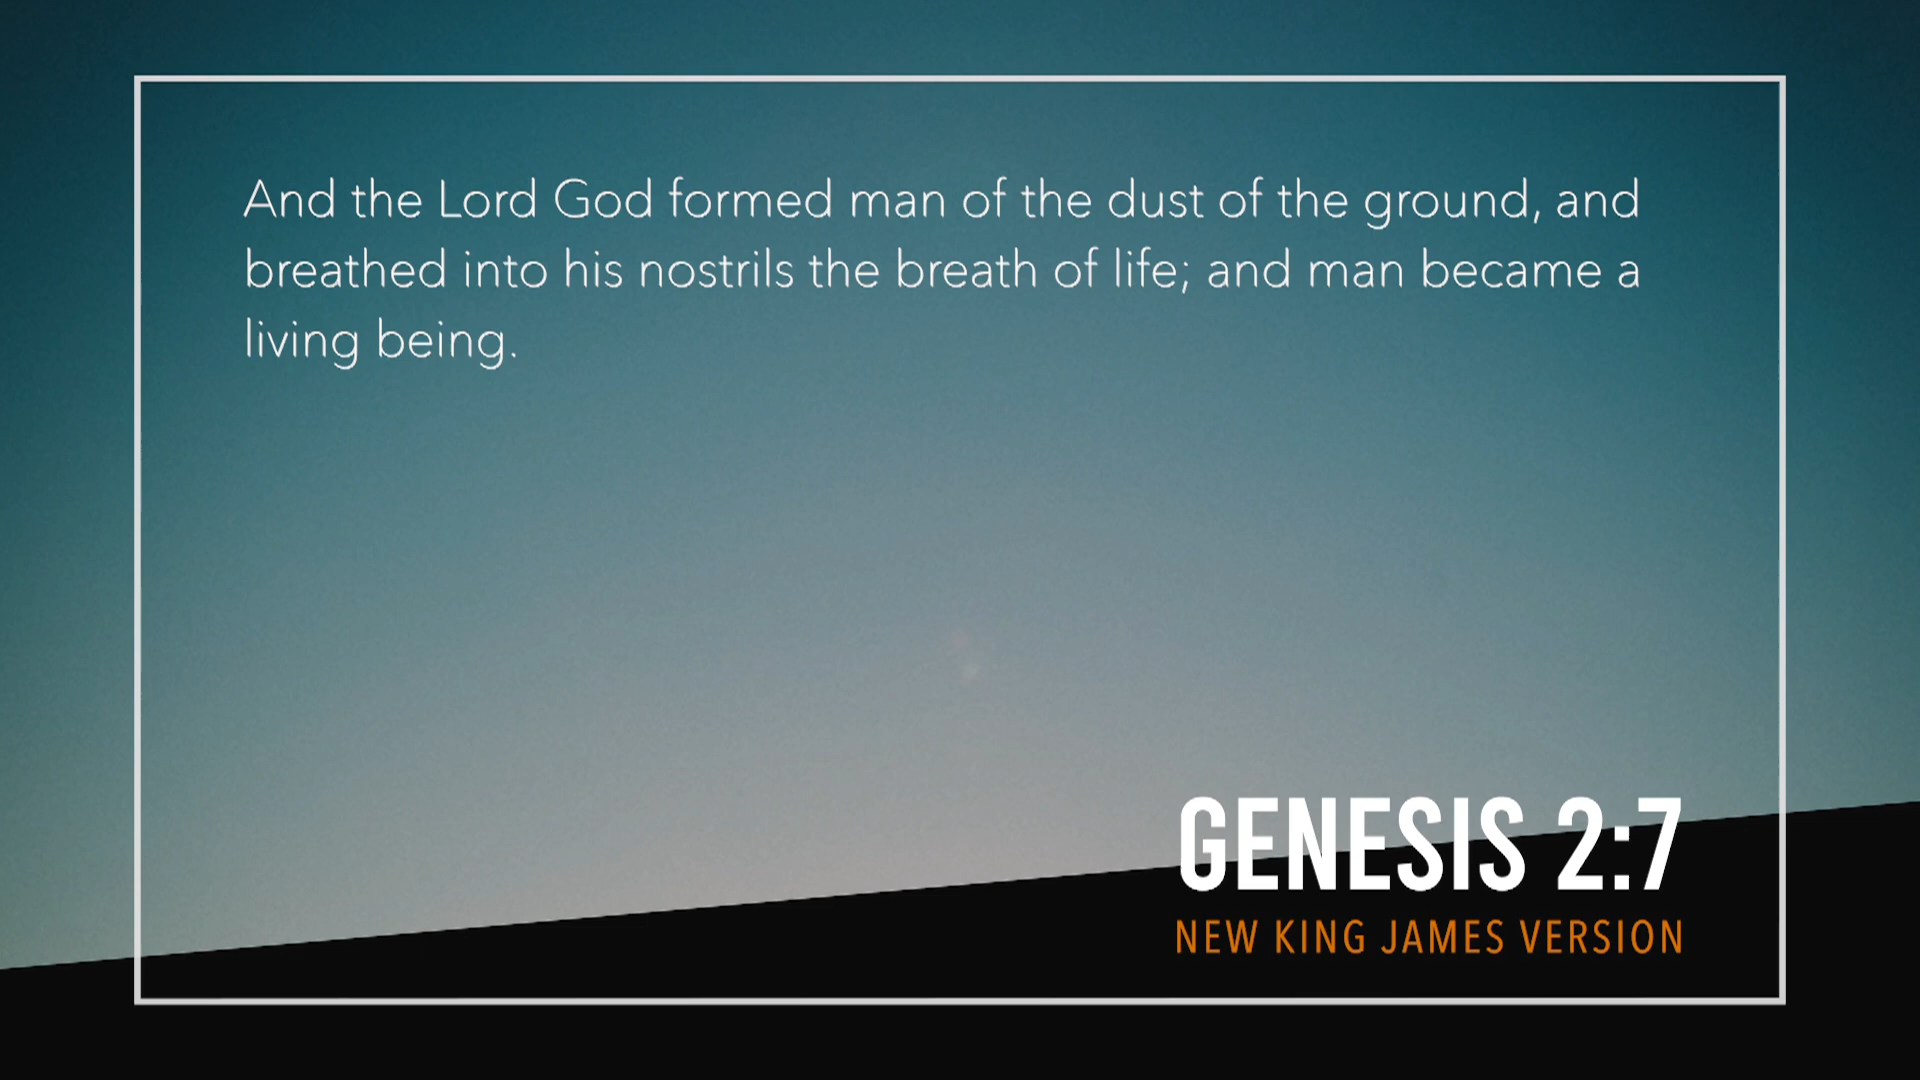 And the Lord God formed man of the dust of the ground, and
breathed into his nostrils the breath of life; and man became a
living being.
GENESIS 2:7
NEW KING JAMES VERSION